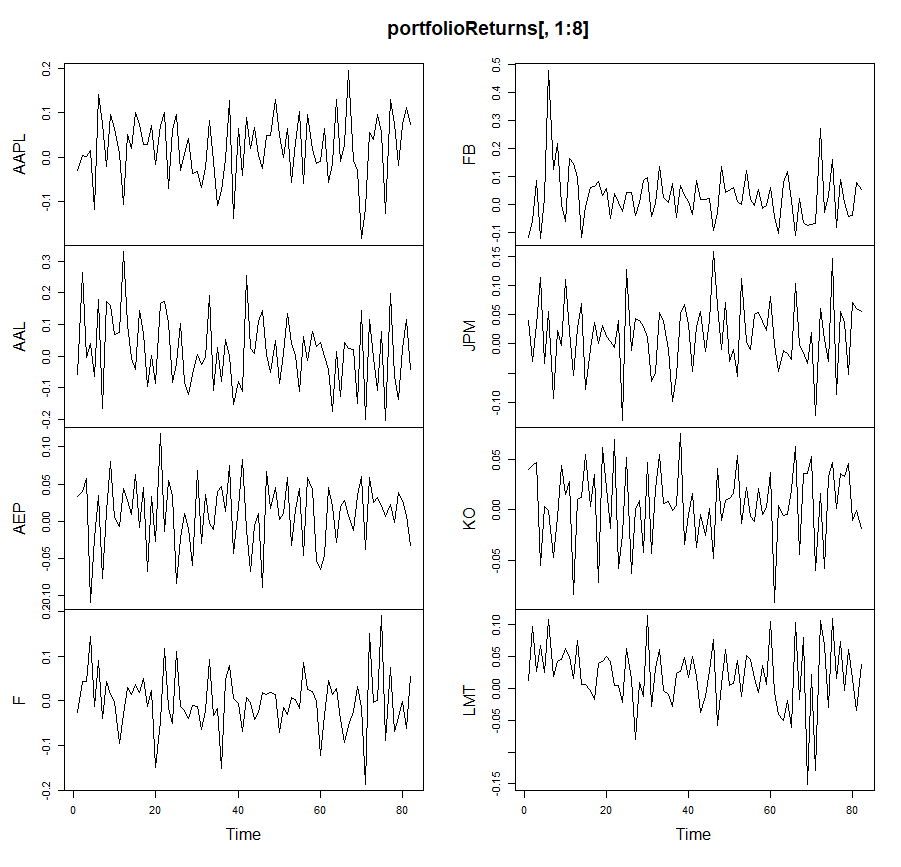 portfolioReturns[, 1:8]
AAPL
-0.1 0.0 0.1 0.2
AAL
-0.2 -0.1 0.0 0.1 0.2 0.3
AEP
-0.05 0.00 0.05 0.10
F
-0.2 -0.1 0.0 0.1
0 20 40 60 80
Time
FB
-0.1 0.0 0.1 0.2 0.3 0.4 0.5
JPM
-0.10 0.00 0.05 0.10 0.15
KO
-0.05 0.00 0.05
LMT
-0.15 -0.05 0.00 0.05 0.10
0 20 40 60 80
Time